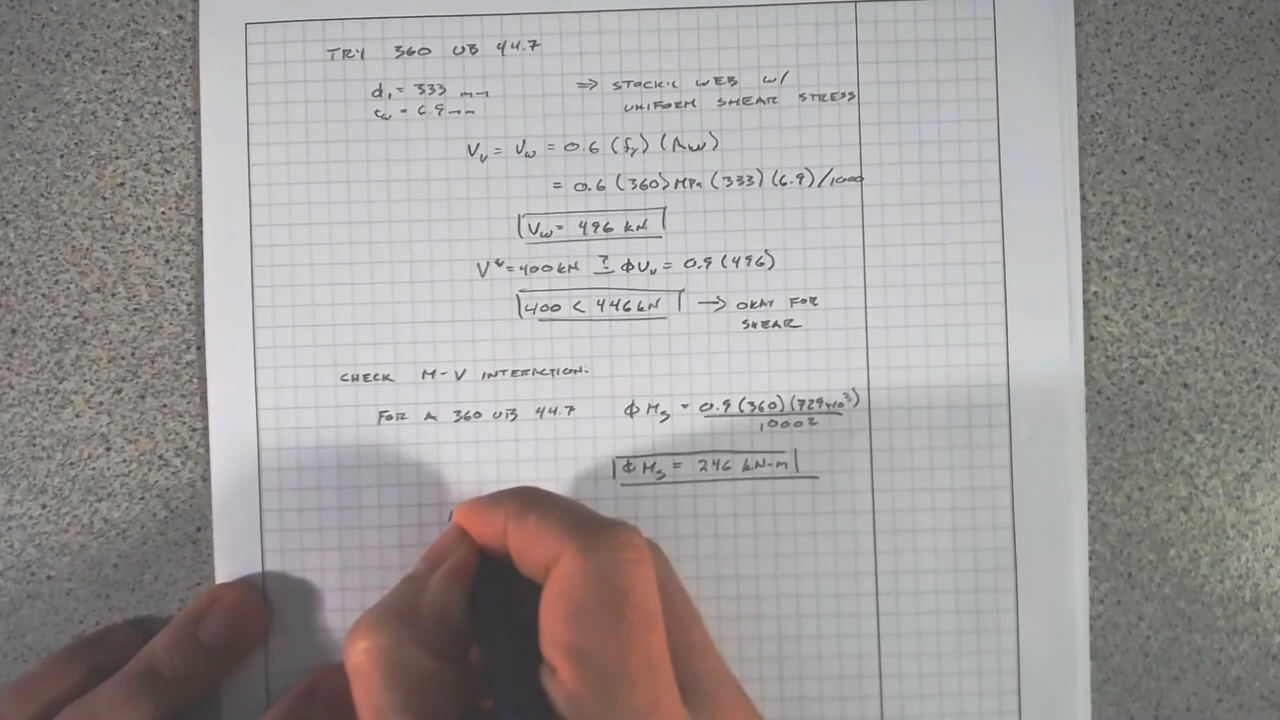 TRY 360 UB 44.7
d₁ = 333 mm ⇒ STOCKY WEB W/
tw = 6.9 mm UNIFORM SHEAR STRESS
Vu = Vw = 0.6 (fy) (Aw)
= 0.6 (360) MPa (333) (6.9) /1000
Vw = 496 kN
V* = 400 kN ≟ ϕVv = 0.9 (496)
400 < 446 kN → OKAY FOR
SHEAR
CHECK M-V INTERACTION.
FOR A 360 UB 44.7 ϕMs = 0.9 (360) (729×10³)
1000²
ϕMs = 246 kN-m